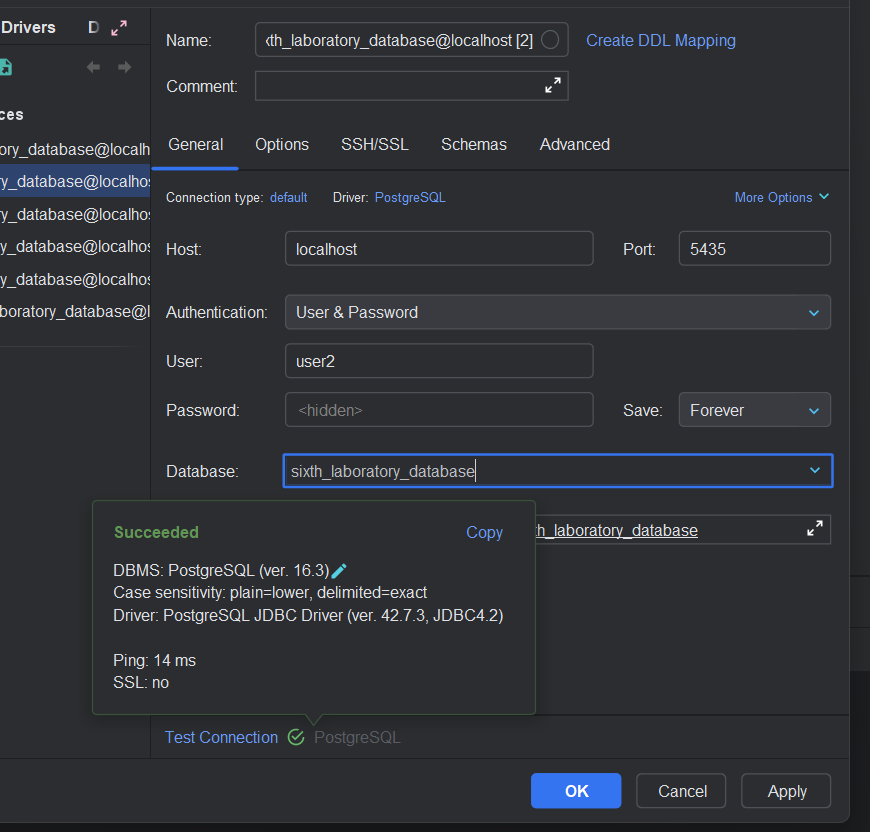 Drivers D
ces
ory_database@localh
ry_database@localhos
ry_database@localhos
ry_database@localhos
ry_database@localhos
boratory_database@l
Name: xth_laboratory_database@localhost [2] Create DDL Mapping
Comment:
General Options SSH/SSL Schemas Advanced
Connection type: default Driver: PostgreSQL More Options
Host: localhost Port: 5435
Authentication: User & Password
User: user2
Password: <hidden> Save: Forever
Database: sixth_laboratory_database
th_laboratory_database
Succeeded Copy
DBMS: PostgreSQL (ver. 16.3)
Case sensitivity: plain=lower, delimited=exact
Driver: PostgreSQL JDBC Driver (ver. 42.7.3, JDBC4.2)
Ping: 14 ms
SSL: no
Test Connection PostgreSQL
OK Cancel Apply